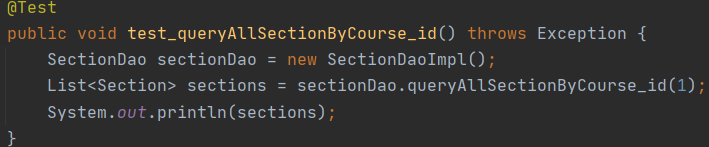 @Test
public void test_queryAllSectionByCourse_id() throws Exception {
    SectionDao sectionDao = new SectionDaoImpl();
    List<Section> sections = sectionDao.queryAllSectionByCourse_id(1);
    System.out.println(sections);
}